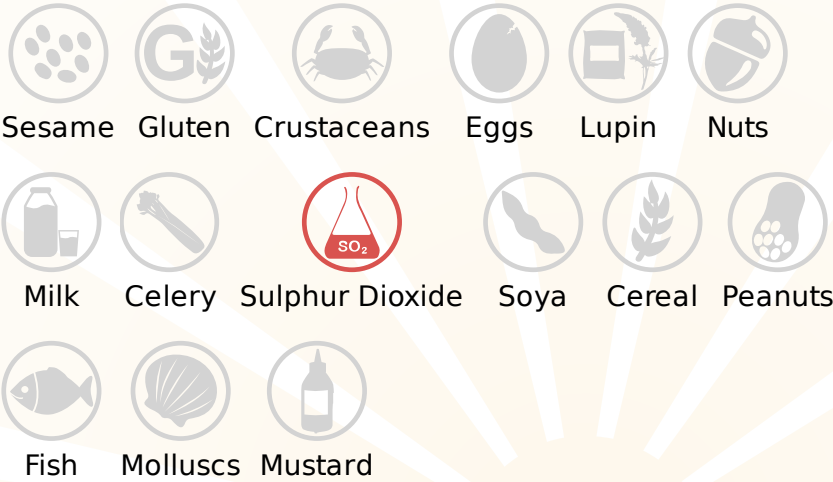 G
Sesame Gluten Crustaceans Eggs Lupin Nuts
SO₂
Milk Celery Sulphur Dioxide Soya Cereal Peanuts
Fish Molluscs Mustard